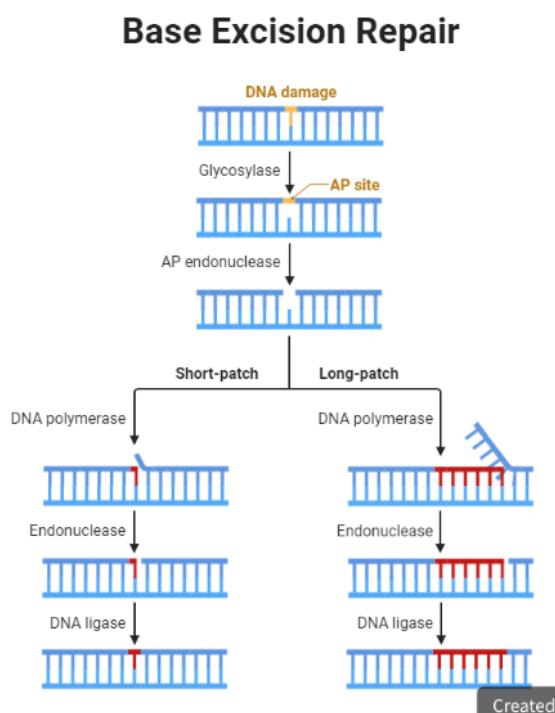 Base Excision Repair
DNA damage
Glycosylase
AP site
AP endonuclease
Short-patch
Long-patch
DNA polymerase
DNA polymerase
Endonuclease
Endonuclease
DNA ligase
DNA ligase
Created